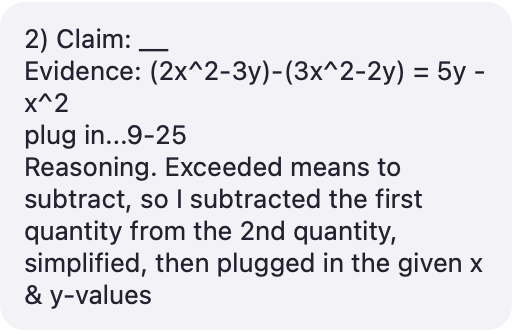 2) Claim: __
Evidence: (2x^2-3y)-(3x^2-2y) = 5y -
x^2
plug in...9-25
Reasoning. Exceeded means to
subtract, so I subtracted the first
quantity from the 2nd quantity,
simplified, then plugged in the given x
& y-values